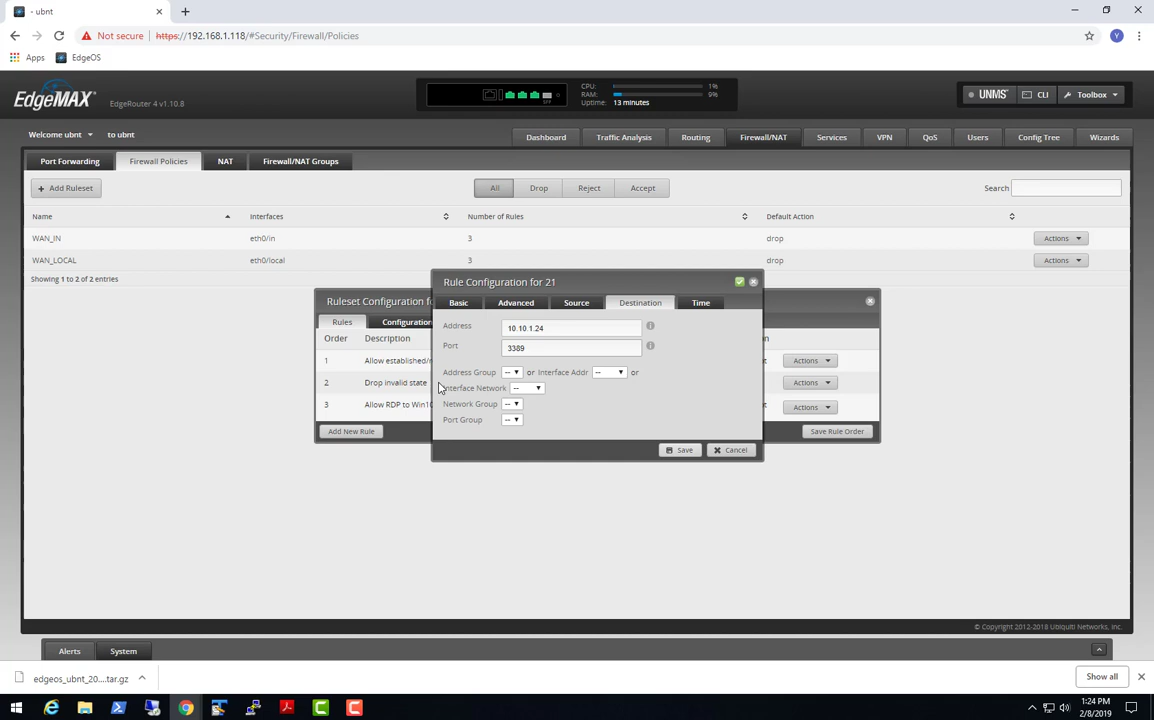 - ubnt
Not secure
https://192.168.1.118/#Security/Firewall/Policies
Y
Apps
EdgeOS
EdgeMAX
EdgeRouter 4 v1.10.8
SFP
CPU: 1%
RAM: 9%
Uptime: 13 minutes
UNMS
CLI
Toolbox
Welcome ubnt
to ubnt
Dashboard
Traffic Analysis
Routing
Firewall/NAT
Services
VPN
QoS
Users
Config Tree
Wizards
Port Forwarding
Firewall Policies
NAT
Firewall/NAT Groups
+ Add Ruleset
All
Drop
Reject
Accept
Search
Name
Interfaces
Number of Rules
Default Action
WAN_IN
eth0/in
3
drop
Actions
WAN_LOCAL
eth0/local
3
drop
Actions
Showing 1 to 2 of 2 entries
Ruleset Configuration fo
Rules
Configuration
Order
Description
n
1
Allow established/r
t
Actions
2
Drop invalid state
Actions
3
Allow RDP to Win10
t
Actions
Add New Rule
Save Rule Order
Rule Configuration for 21
Basic
Advanced
Source
Destination
Time
Address
10.10.1.24
Port
3389
Address Group -- or Interface Addr -- or
Interface Network --
Network Group --
Port Group --
Save
Cancel
© Copyright 2012-2018 Ubiquiti Networks, Inc.
Alerts
System
edgeos_ubnt_20....tar.gz
Show all
1:24 PM
2/8/2019